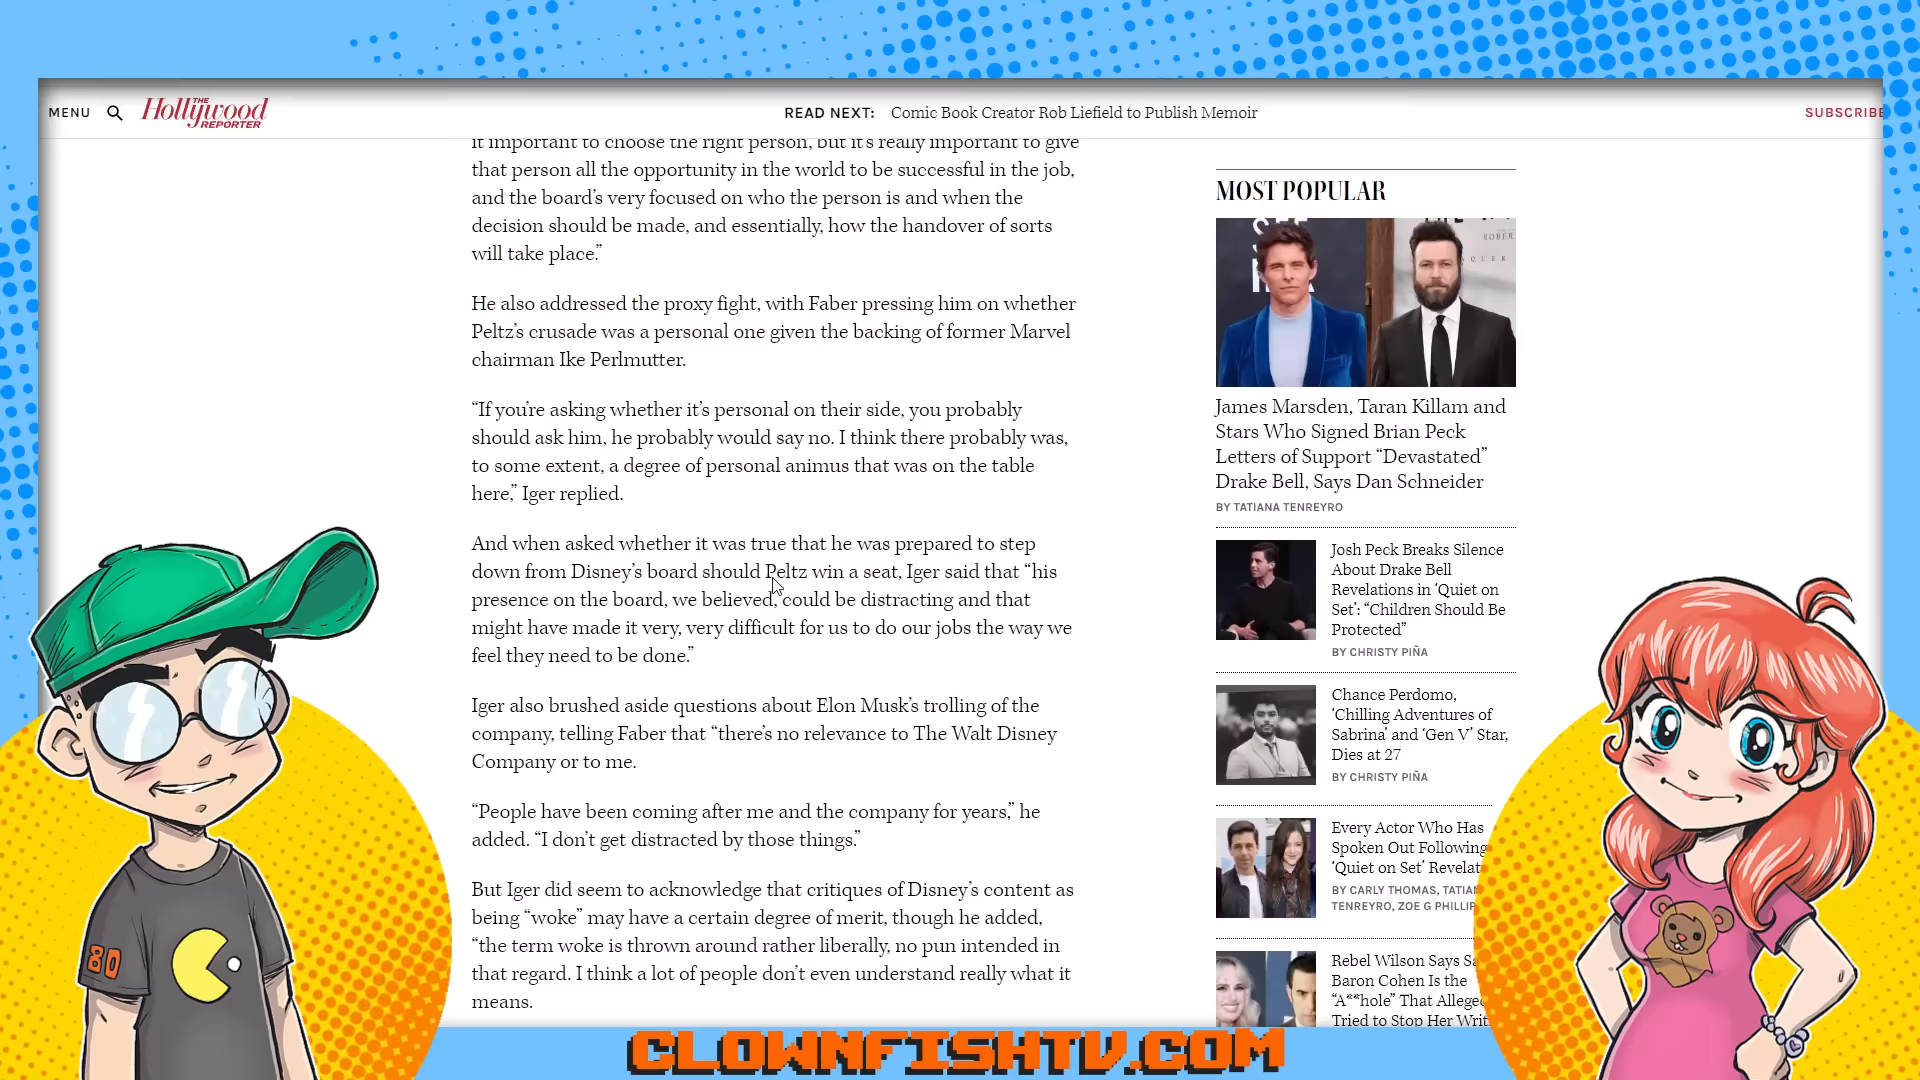 MENU
THE
Hollywood
REPORTER
READ NEXT: Comic Book Creator Rob Liefield to Publish Memoir
SUBSCRIBE
it important to choose the right person, but it's really important to give
that person all the opportunity in the world to be successful in the job,
and the board's very focused on who the person is and when the
decision should be made, and essentially, how the handover of sorts
will take place.”
He also addressed the proxy fight, with Faber pressing him on whether
Peltz's crusade was a personal one given the backing of former Marvel
chairman Ike Perlmutter.
“If you're asking whether it's personal on their side, you probably
should ask him, he probably would say no. I think there probably was,
to some extent, a degree of personal animus that was on the table
here,” Iger replied.
And when asked whether it was true that he was prepared to step
down from Disney's board should Peltz win a seat, Iger said that “his
presence on the board, we believed, could be distracting and that
might have made it very, very difficult for us to do our jobs the way we
feel they need to be done.”
Iger also brushed aside questions about Elon Musk's trolling of the
company, telling Faber that “there's no relevance to The Walt Disney
Company or to me.
“People have been coming after me and the company for years,” he
added. “I don't get distracted by those things.”
But Iger did seem to acknowledge that critiques of Disney's content as
being “woke” may have a certain degree of merit, though he added,
“the term woke is thrown around rather liberally, no pun intended in
that regard. I think a lot of people don't even understand really what it
means.
MOST POPULAR
James Marsden, Taran Killam and
Stars Who Signed Brian Peck
Letters of Support “Devastated”
Drake Bell, Says Dan Schneider
BY TATIANA TENREYRO
Josh Peck Breaks Silence
About Drake Bell
Revelations in ‘Quiet on
Set’: “Children Should Be
Protected”
BY CHRISTY PIÑA
Chance Perdomo,
‘Chilling Adventures of
Sabrina’ and ‘Gen V’ Star,
Dies at 27
BY CHRISTY PIÑA
Every Actor Who Has
Spoken Out Following
‘Quiet on Set’ Revelat
BY CARLY THOMAS, TATIAN
TENREYRO, ZOE G PHILLIP
Rebel Wilson Says Sa
Baron Cohen Is the
“A**hole” That Alleged
Tried to Stop Her Writ
80
CLOWNFISHTV.COM